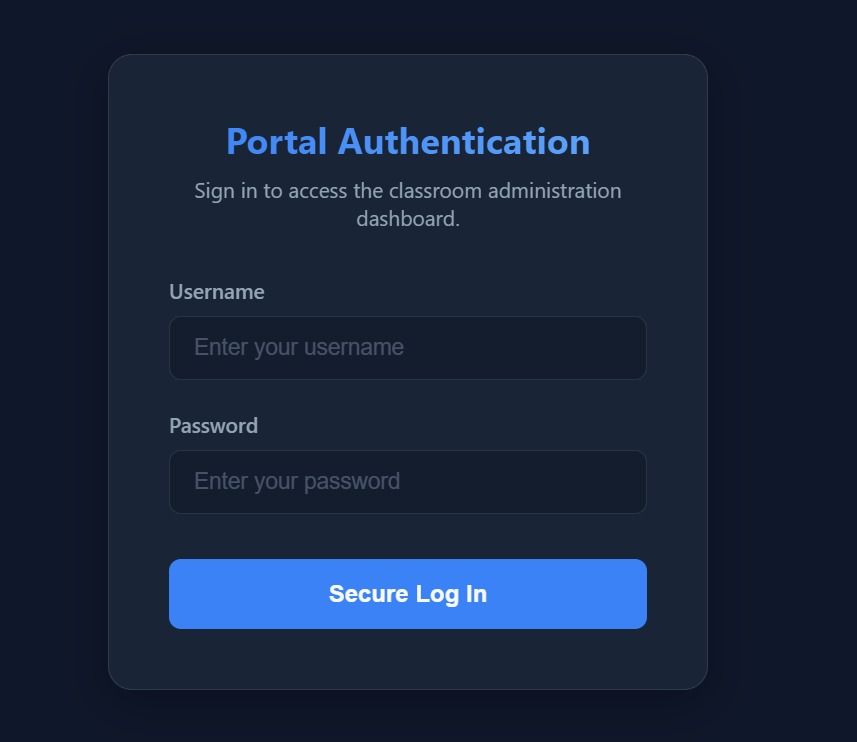 Portal Authentication
Sign in to access the classroom administration
dashboard.
Username
Enter your username
Password
Enter your password
Secure Log In